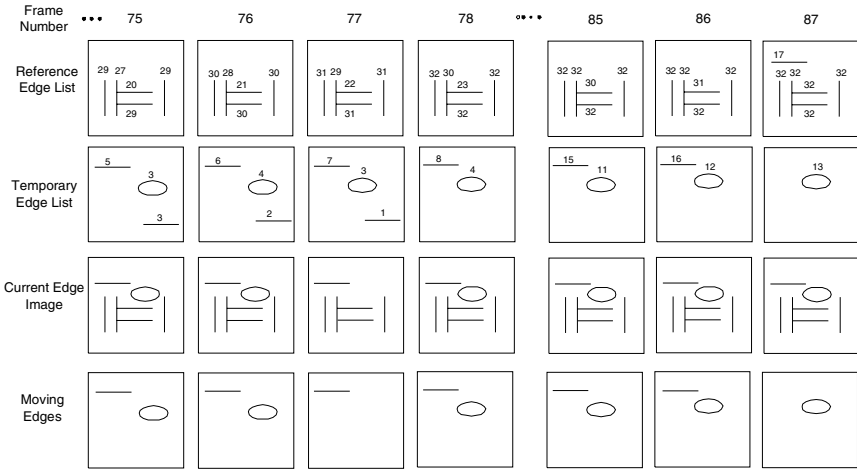 Frame Number ••• 75 76 77 78 •••• 85 86 87
Reference Edge List
29 27 29
20
29
30 28 30
21
30
31 29 31
22
31
32 30 32
23
32
32 32 32
30
32
32 32 32
31
32
17
32 32 32
32
32
Temporary Edge List
5
3
3
6
4
2
7
3
1
8
4
15
11
16
12
13
Current Edge Image
Moving Edges